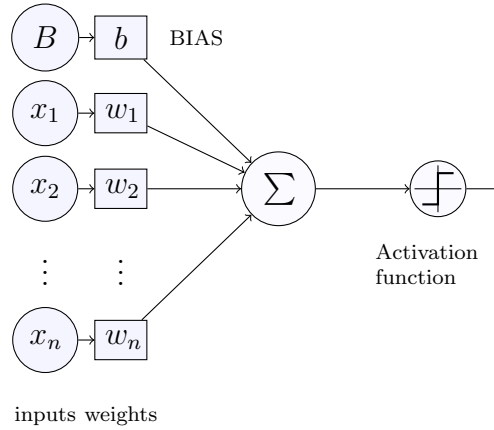 B b BIAS
x₁ w₁
x₂ w₂ Σ
⋮ ⋮
Activation
function
xₙ wₙ
inputs weights